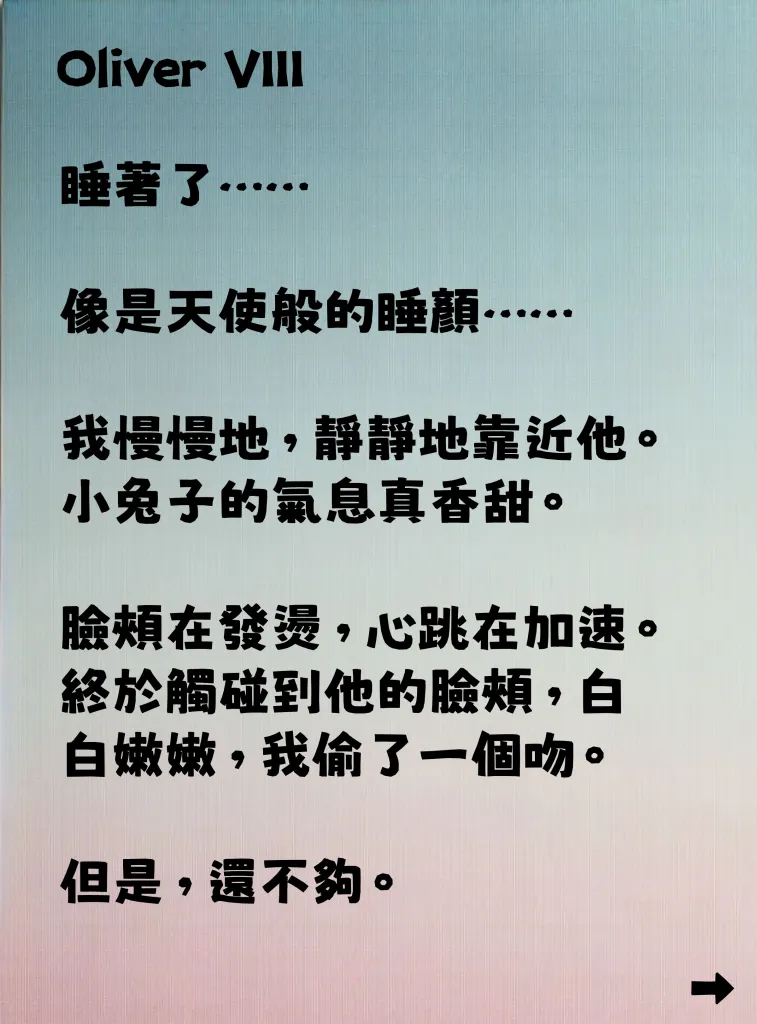 Oliver VIII
睡著了⋯⋯
像是天使般的睡顏⋯⋯
我慢慢地，靜靜地靠近他。
小兔子的氣息真香甜。
臉頰在發燙，心跳在加速。
終於觸碰到他的臉頰，白
白嫩嫩，我偷了一個吻。
但是，還不夠。